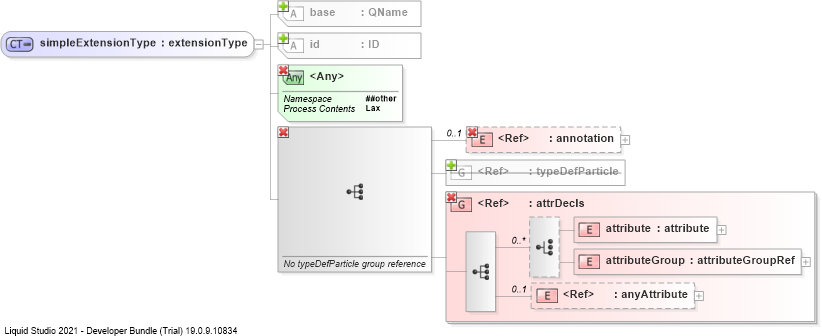 CT simpleExtensionType : extensionType
A base : QName
A id : ID
Any <Any>
Namespace ##other
Process Contents Lax
0..1 E <Ref> : annotation
G <Ref> : typeDefParticle
No typeDefParticle group reference
G <Ref> : attrDecls
0..* E attribute : attribute
E attributeGroup : attributeGroupRef
0..1 E <Ref> : anyAttribute
Liquid Studio 2021 - Developer Bundle (Trial) 19.0.9.10834